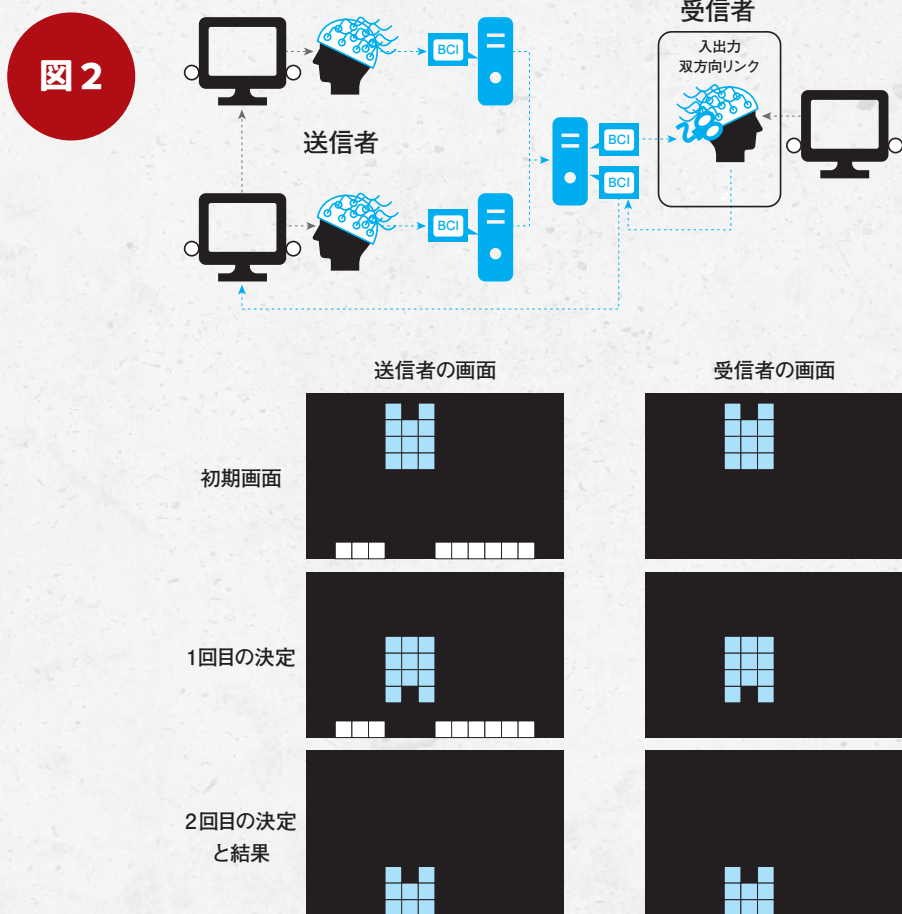 図2
受信者
入出力
双方向リンク
BCI
送信者
BCI
BCI
BCI
送信者の画面
受信者の画面
初期画面
1回目の決定
2回目の決定
と結果